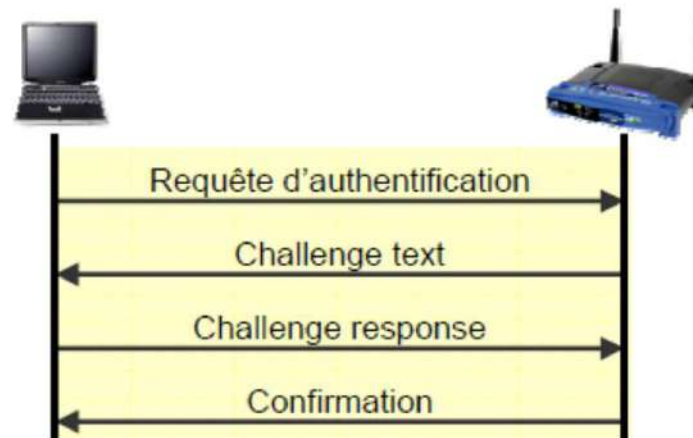 Requête d'authentification
Challenge text
Challenge response
Confirmation